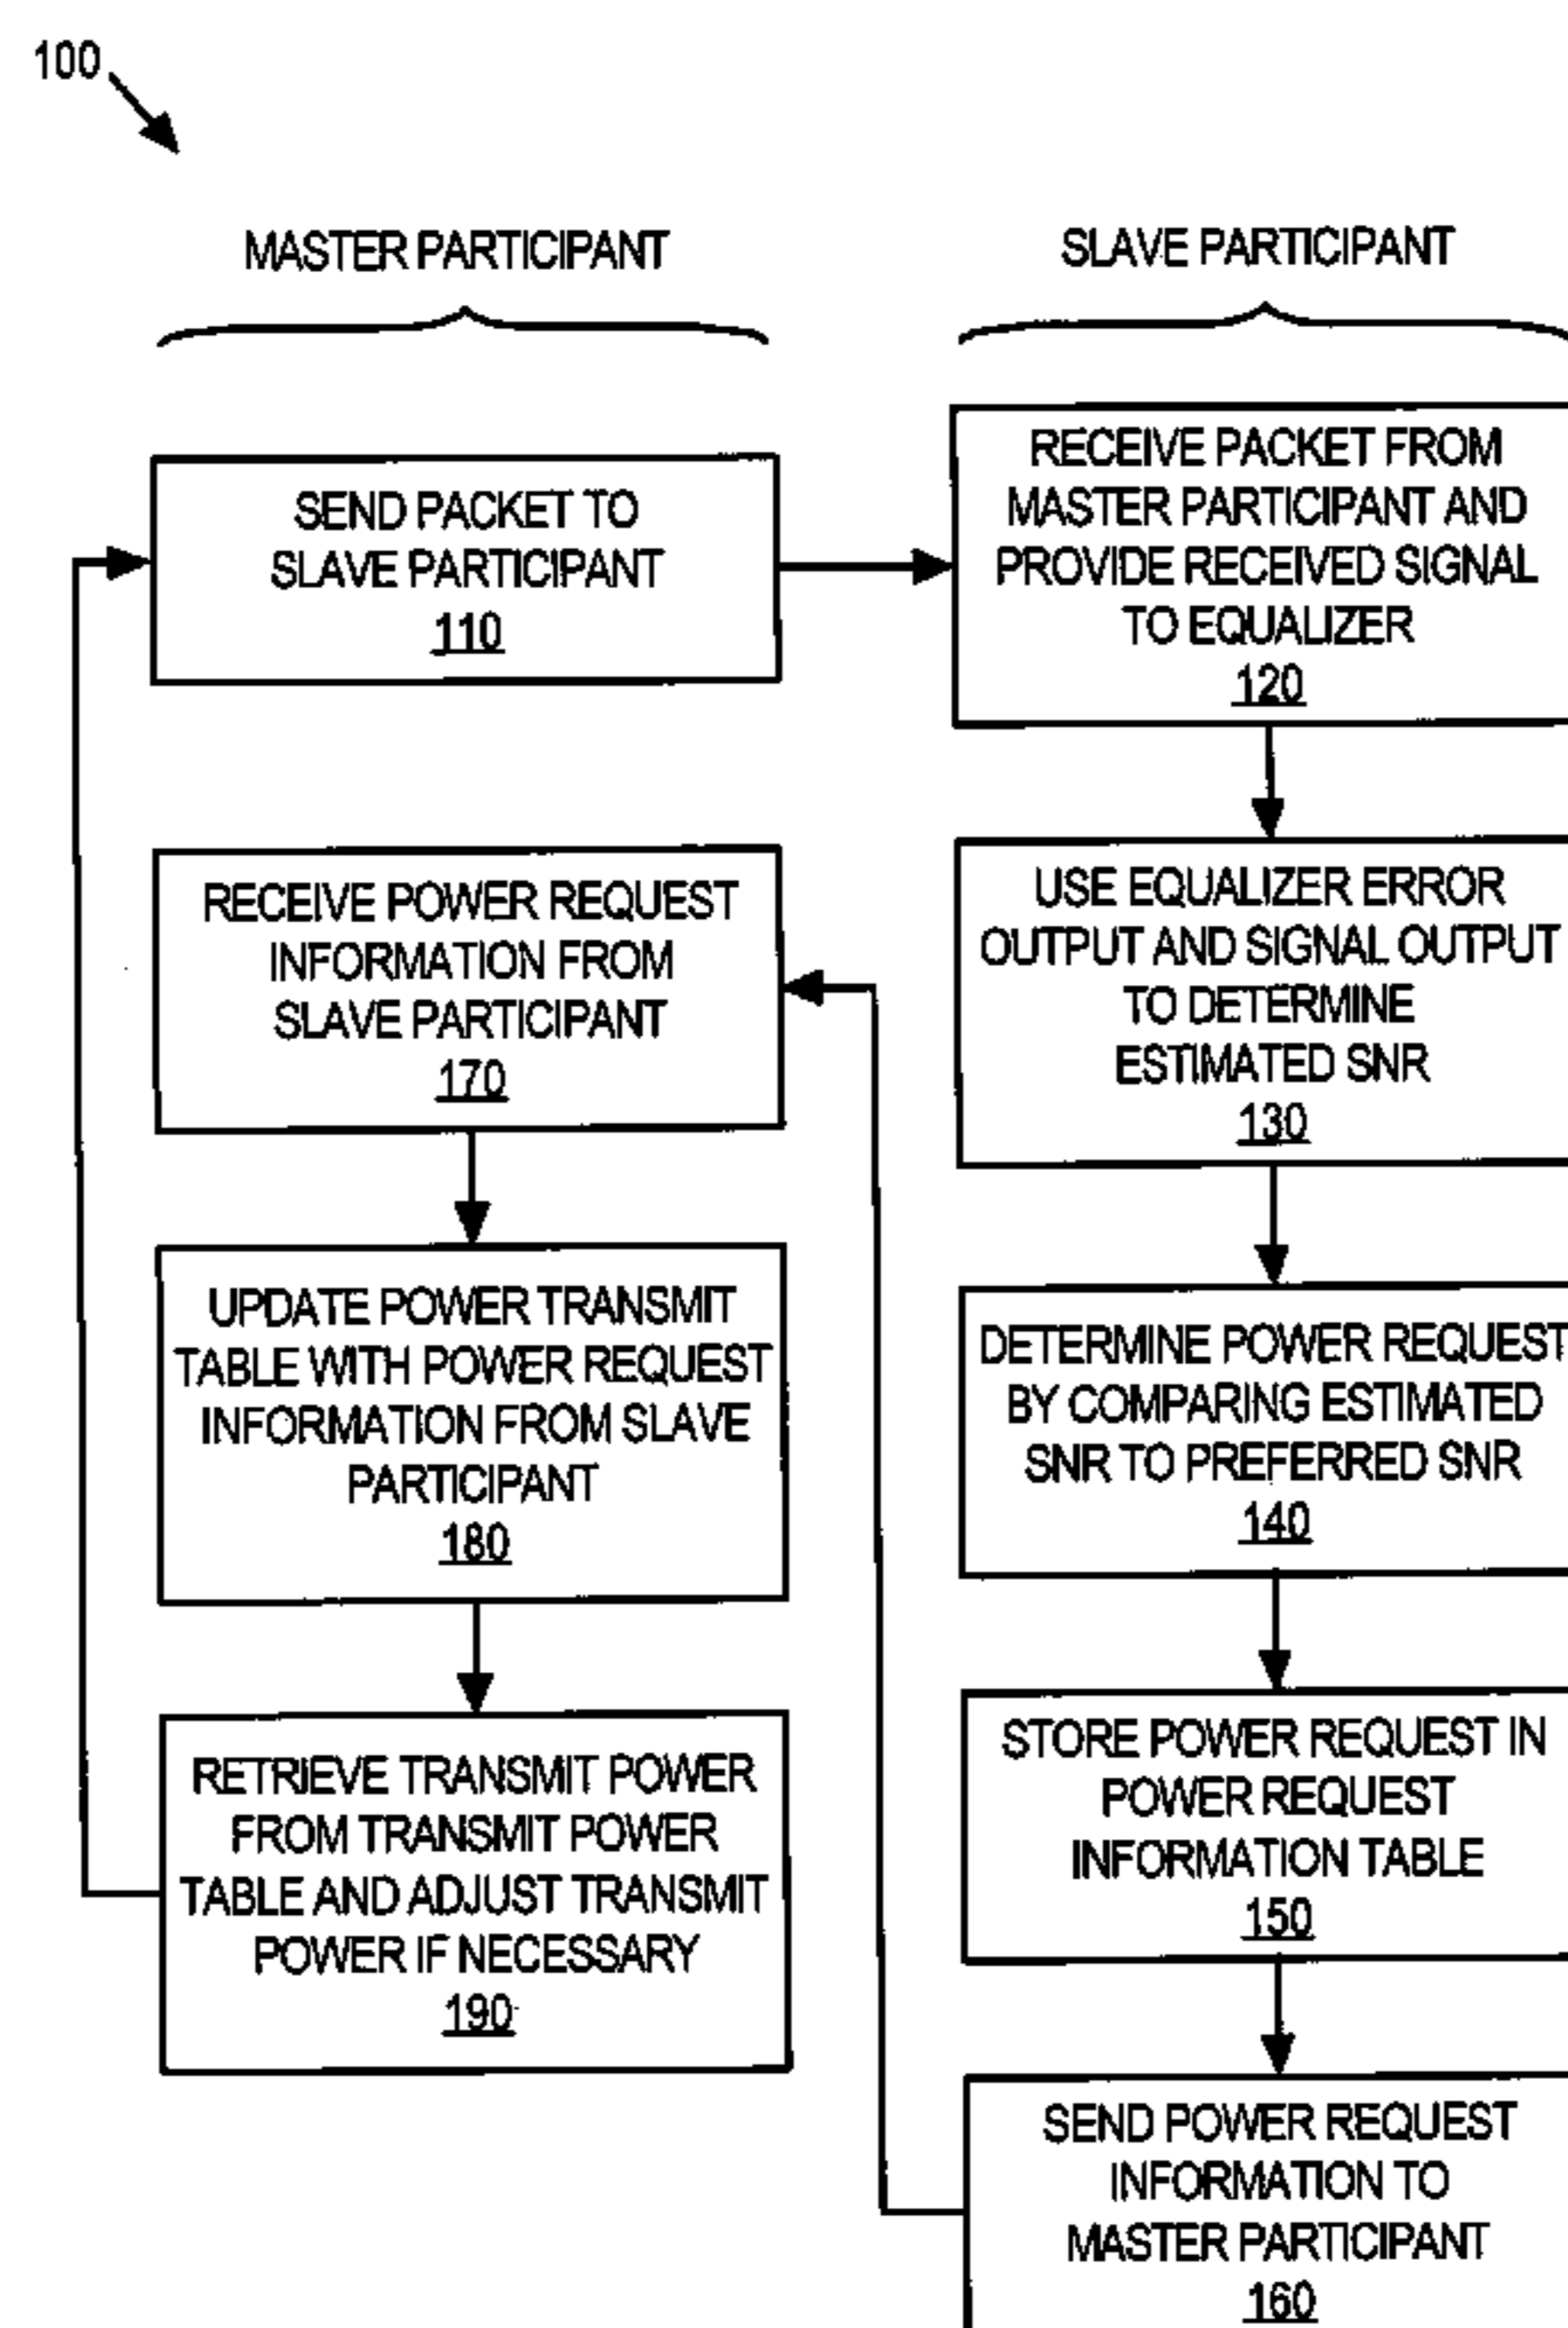 100
MASTER PARTICIPANT
SLAVE PARTICIPANT
SEND PACKET TO
SLAVE PARTICIPANT
110
RECEIVE PACKET FROM
MASTER PARTICIPANT AND
PROVIDE RECEIVED SIGNAL
TO EQUALIZER
120
USE EQUALIZER ERROR
OUTPUT AND SIGNAL OUTPUT
TO DETERMINE
ESTIMATED SNR
130
DETERMINE POWER REQUEST
BY COMPARING ESTIMATED
SNR TO PREFERRED SNR
140
STORE POWER REQUEST IN
POWER REQUEST
INFORMATION TABLE
150
SEND POWER REQUEST
INFORMATION TO
MASTER PARTICIPANT
160
RECEIVE POWER REQUEST
INFORMATION FROM
SLAVE PARTICIPANT
170
UPDATE POWER TRANSMIT
TABLE WITH POWER REQUEST
INFORMATION FROM SLAVE
PARTICIPANT
180
RETRIEVE TRANSMIT POWER
FROM TRANSMIT POWER
TABLE AND ADJUST TRANSMIT
POWER IF NECESSARY
190